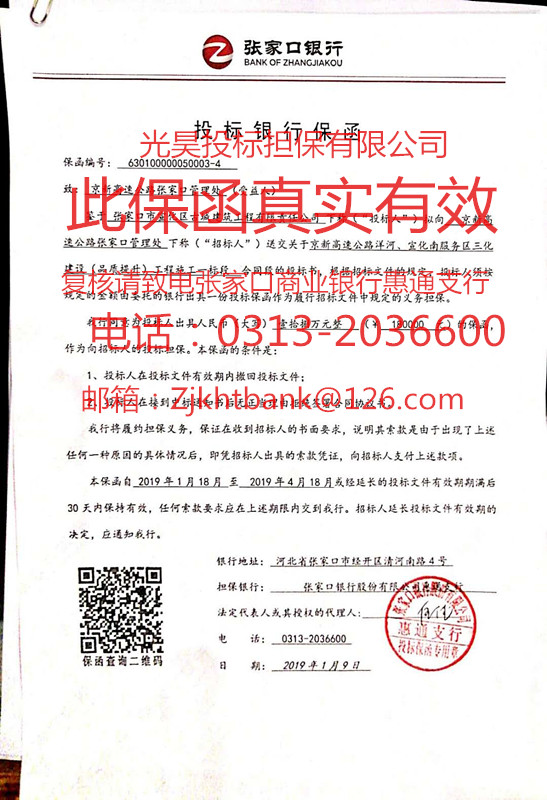 张家口银行
BANK OF ZHANGJIAKOU
投标银行保函
光昊投标担保有限公司
保函编号： 630100000050003-4
致： 京新高速公路张家口管理处 （受益人）
此保函真实有效
鉴于 张家口市宣化区古城建筑工程有限责任公司 下称（“投标人”）拟向 京新高
速公路张家口管理处 下称（“招标人”）送交关于京新高速公路洋河、宣化南服务区三化
建设（品质提升）工程施工一标段、合同段的投标书，根据招标文件的规定，投标人须按
复核请致电张家口商业银行惠通支行
规定的金额由委托的银行出具一份投标保函作为履行招标文件中规定的义务担保。
我行同意为投标人出具人民币（大写）壹拾捌万元整 （¥ 180000 元）的保函，
电话：0313-2036600
作为向招标人的投标担保。本保函的条件是：
1、投标人在投标文件有效期内撤回投标文件；
邮箱：Zjkhtbank@126.com
2、投标人在接到中标通知书后无正当理由拒绝签署合同协议书。
我行将履约担保义务，保证在收到招标人的书面要求，说明其索款是由于出现了上述
任何一种原因的具体情况后，即凭招标人出具的索款凭证，向招标人支付上述款项。
本保函自 2019 年 1 月 18 日 至 2019 年 4 月 18 日或经延长的投标文件有效期期满后
30 天内保持有效，任何索款要求应在上述期限内交到我行。招标人延长投标文件有效期的
决定，应通知我行。
银行地址： 河北省张家口市经开区清河南路 4 号
担保银行： 张家口银行股份有限公司惠通支行
法定代表人或其授权的代理人：
电 话： 0313-2036600
日 期： 2019 年 1 月 9 日
保函查询二维码
张家口银行股份有限公司
惠通支行
投标保函专用章